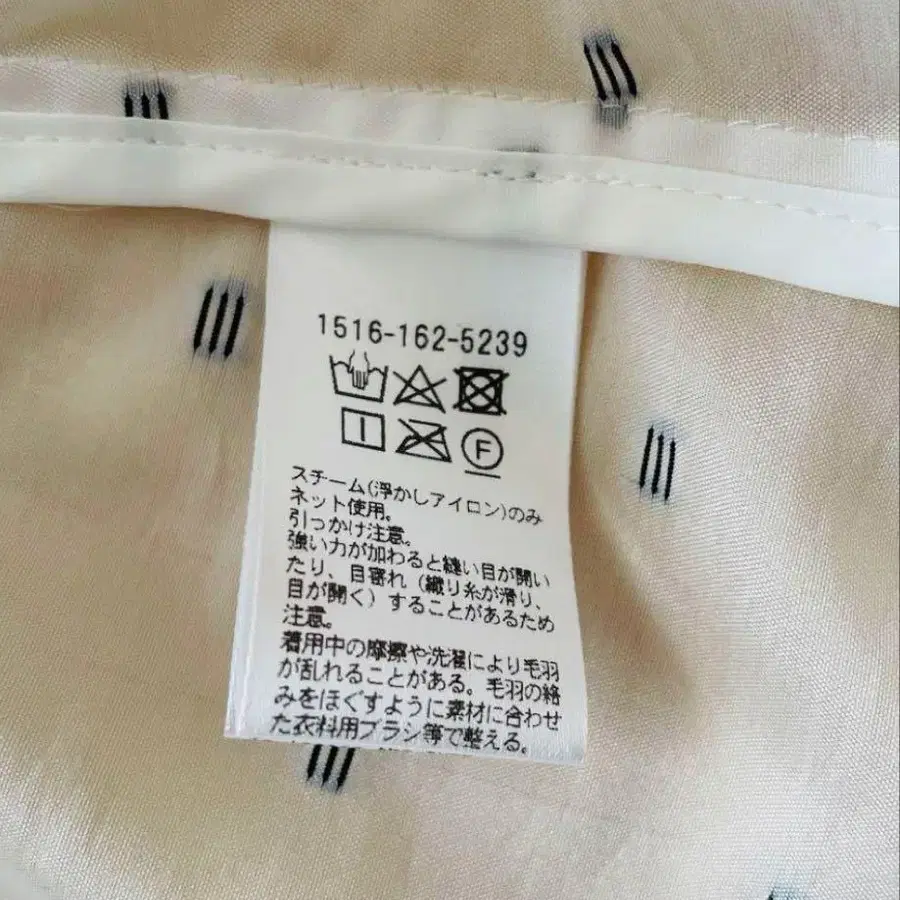 1516-162-5239
F
スチーム(浮かしアイロン)のみ
ネット使用。
引っかけ注意。
強い力が加わると縫い目が開い
たり、目寄れ（織り糸が滑り、
目が開く）することがあるため
注意。
着用中の摩擦や洗濯により毛羽
が乱れることがある。毛羽の絡
みをほぐすように素材に合わせ
た衣料用ブラシ等で整える。